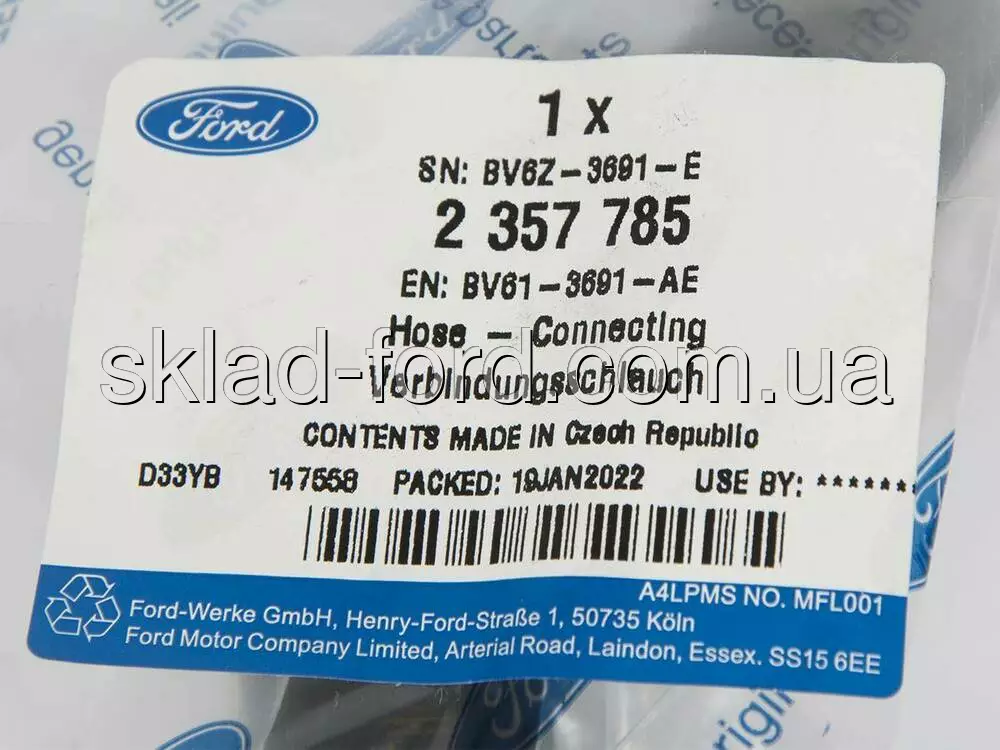 Ford
1 x
SN: BV6Z-3691-E
2 357 785
EN: BV61-3691-AE
Hose - Connecting
sklad-ford.com.ua
Verbindungsschlauch
CONTENTS MADE IN Czech Republic
D33YB 147558 PACKED: 19JAN2022 USE BY: ******
A4LPMS NO. MFL001
Ford-Werke GmbH, Henry-Ford-Straße 1, 50735 Köln
Ford Motor Company Limited, Arterial Road, Laindon, Essex. SS15 6EE